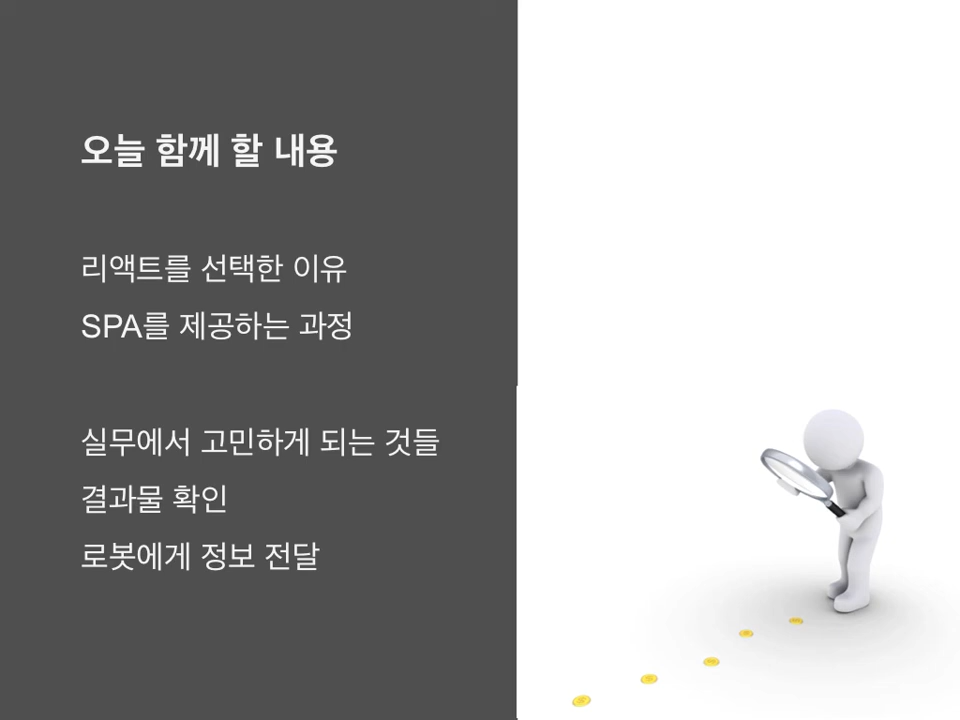 오늘 함께 할 내용
리액트를 선택한 이유
SPA를 제공하는 과정
실무에서 고민하게 되는 것들
결과물 확인
로봇에게 정보 전달